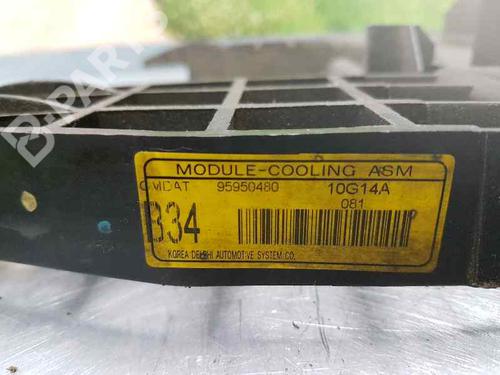 MODULE-COOLING ASM
GMDAT 95950480 10G14A
081
B34
KOREA DELPHI AUTOMOTIVE SYSTEM CO.